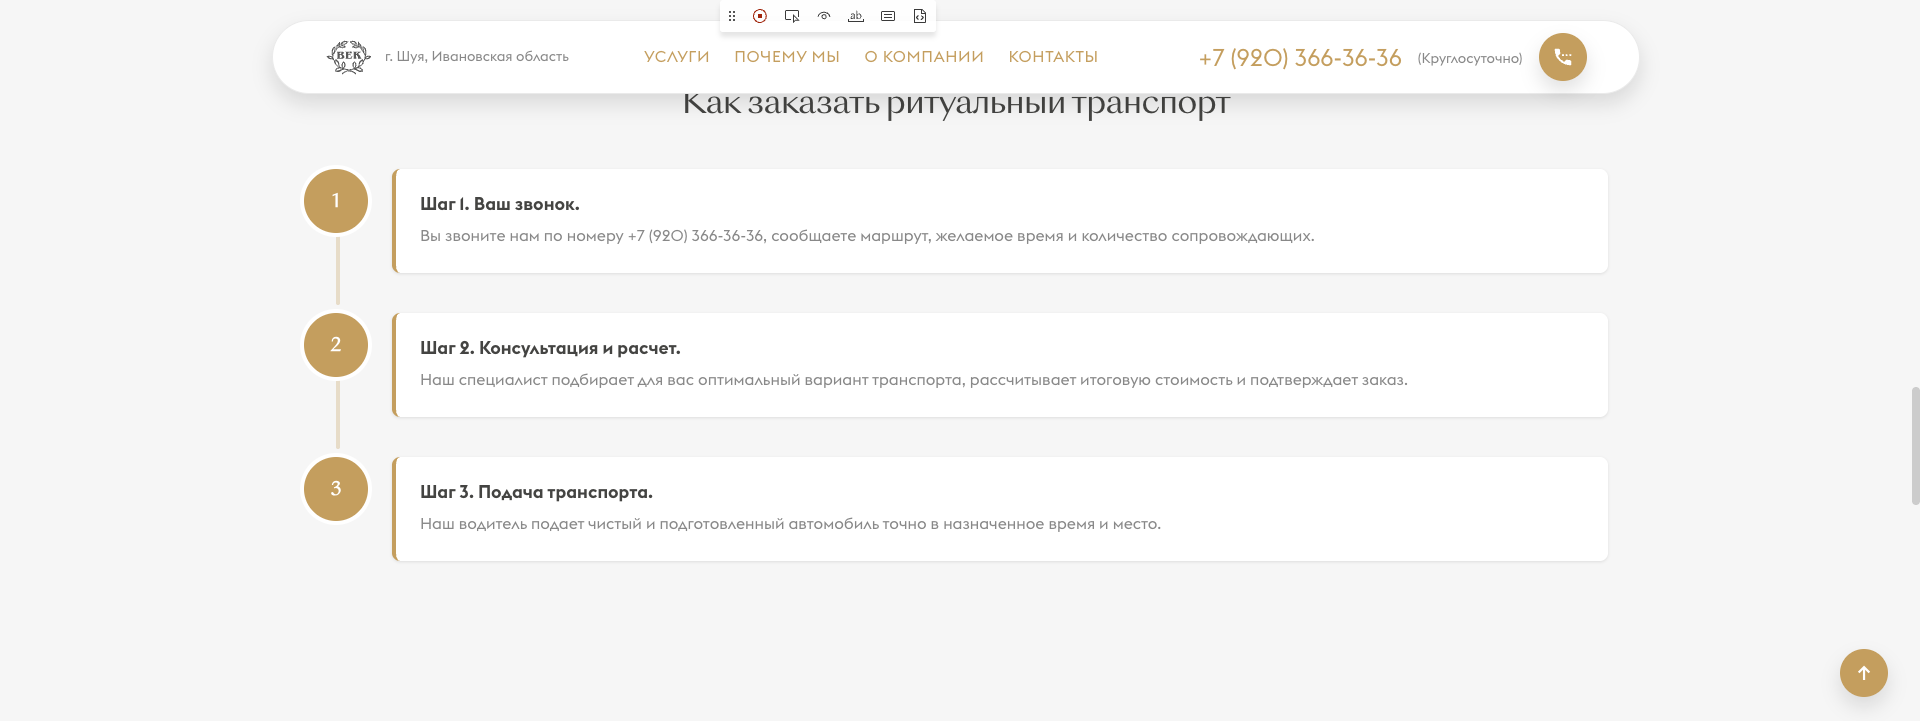 ab
ВЕК
г. Шуя, Ивановская область
УСЛУГИ
ПОЧЕМУ МЫ
О КОМПАНИИ
КОНТАКТЫ
+7 (920) 366-36-36
(Круглосуточно)
Как заказать ритуальный транспорт
1
Шаг 1. Ваш звонок.
Вы звоните нам по номеру +7 (920) 366-36-36, сообщаете маршрут, желаемое время и количество сопровождающих.
2
Шаг 2. Консультация и расчет.
Наш специалист подбирает для вас оптимальный вариант транспорта, рассчитывает итоговую стоимость и подтверждает заказ.
3
Шаг 3. Подача транспорта.
Наш водитель подает чистый и подготовленный автомобиль точно в назначенное время и место.